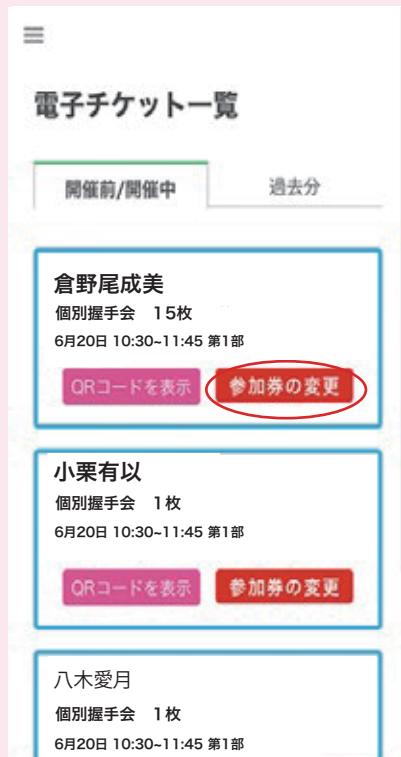 電子チケット一覧
開催前/開催中 過去分
倉野尾成美
個別握手会 15枚
6月20日 10:30~11:45 第1部
QRコードを表示 参加券の変更
小栗有以
個別握手会 1枚
6月20日 10:30~11:45 第1部
QRコードを表示 参加券の変更
八木愛月
個別握手会 1枚
6月20日 10:30~11:45 第1部